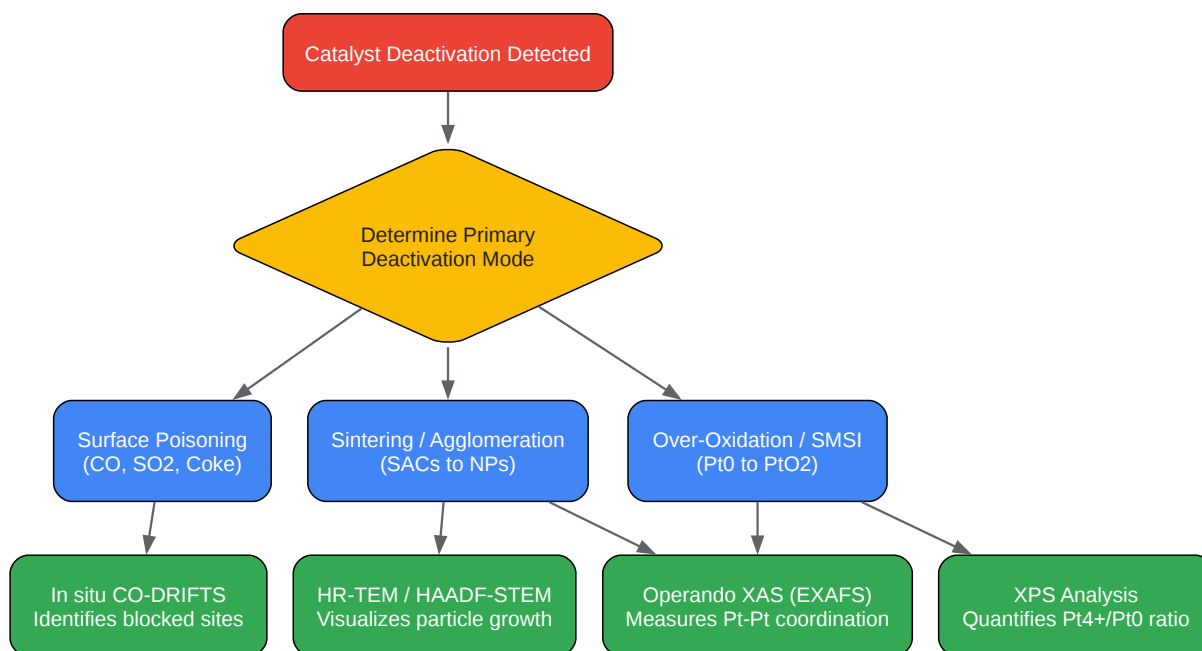 Catalyst Deactivation Detected
Determine Primary
Deactivation Mode
Surface Poisoning
(CO, SO2, Coke)
Sintering / Agglomeration
(SACs to NPs)
Over-Oxidation / SMSI
(Pt0 to PtO2)
In situ CO-DRIFTS
Identifies blocked sites
HR-TEM / HAADF-STEM
Visualizes particle growth
Operando XAS (EXAFS)
Measures Pt-Pt coordination
XPS Analysis
Quantifies Pt4+/Pt0 ratio